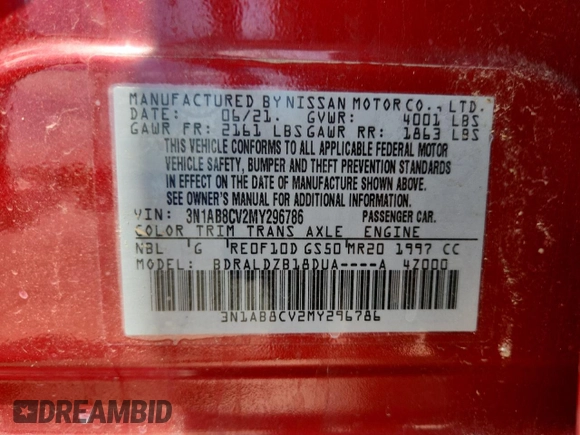 MANUFACTURED BY NISSAN MOTOR CO., LTD.
DATE: 06/21. GVWR: 4001 LBS
GAWR FR: 2161 LBS GAWR RR: 1863 LBS
THIS VEHICLE CONFORMS TO ALL APPLICABLE FEDERAL MOTOR
VEHICLE SAFETY, BUMPER AND THEFT PREVENTION STANDARDS
IN EFFECT ON THE DATE OF MANUFACTURE SHOWN ABOVE.
SEE OWNER'S MANUAL FOR ADDITIONAL INFORMATION.
VIN: 3N1AB8CV2MY296786 PASSENGER CAR.
COLOR TRIM TRANS AXLE ENGINE
NBL G RE0F10D GS50 MR20 1997 CC
MODEL: BDRALDZB18DUA----A 4Z000
3N1AB8CV2MY296786
DREAMBID